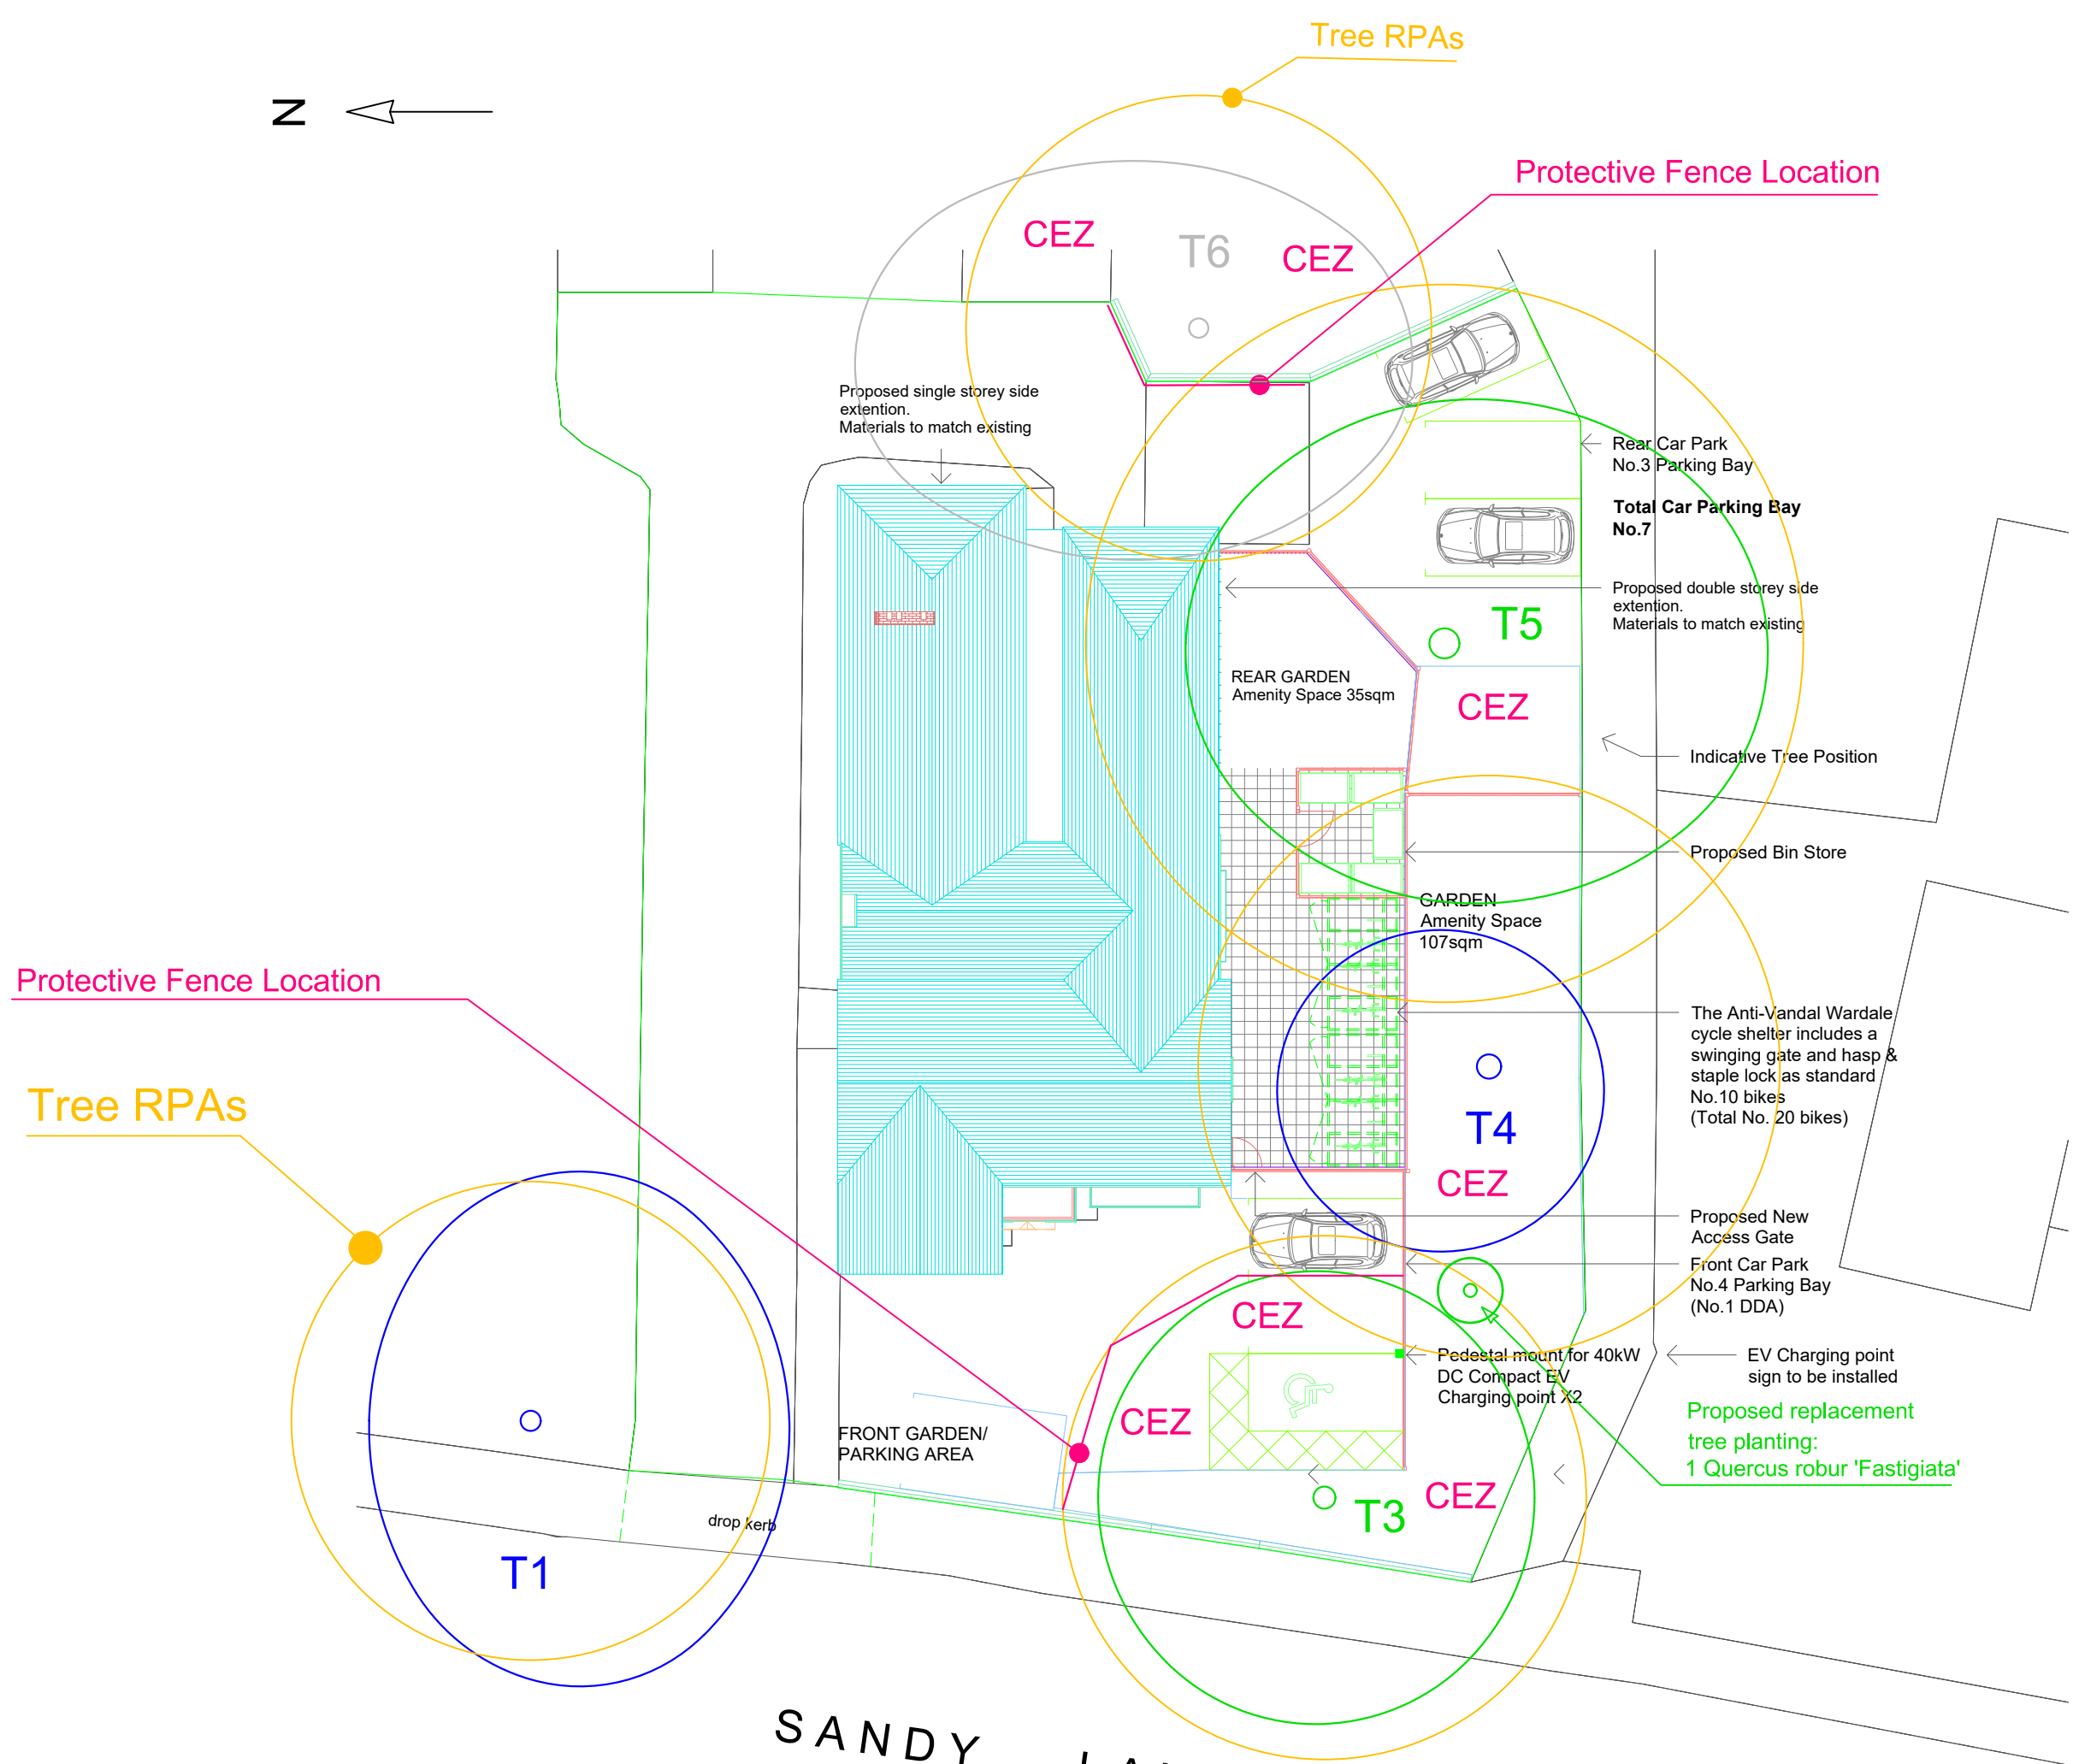 Tree RPAs
N
Protective Fence Location
CEZ
T6
CEZ
Proposed single storey side
extention.
Materials to match existing
Rear Car Park
No.3 Parking Bay
Total Car Parking Bay
No.7
Proposed double storey side
extention.
Materials to match existing
T5
REAR GARDEN
Amenity Space 35sqm
CEZ
Indicative Tree Position
Proposed Bin Store
GARDEN
Amenity Space
107sqm
Protective Fence Location
The Anti-Vandal Wardale
cycle shelter includes a
swinging gate and hasp &
staple lock as standard
No.10 bikes
(Total No. 20 bikes)
Tree RPAs
T4
CEZ
Proposed New
Access Gate
Front Car Park
No.4 Parking Bay
(No.1 DDA)
CEZ
Pedestal mount for 40kW
DC Compact EV
Charging point X2
EV Charging point
sign to be installed
CEZ
Proposed replacement
tree planting:
1 Quercus robur 'Fastigiata'
FRONT GARDEN/
PARKING AREA
CEZ
T3
drop kerb
T1
SANDY